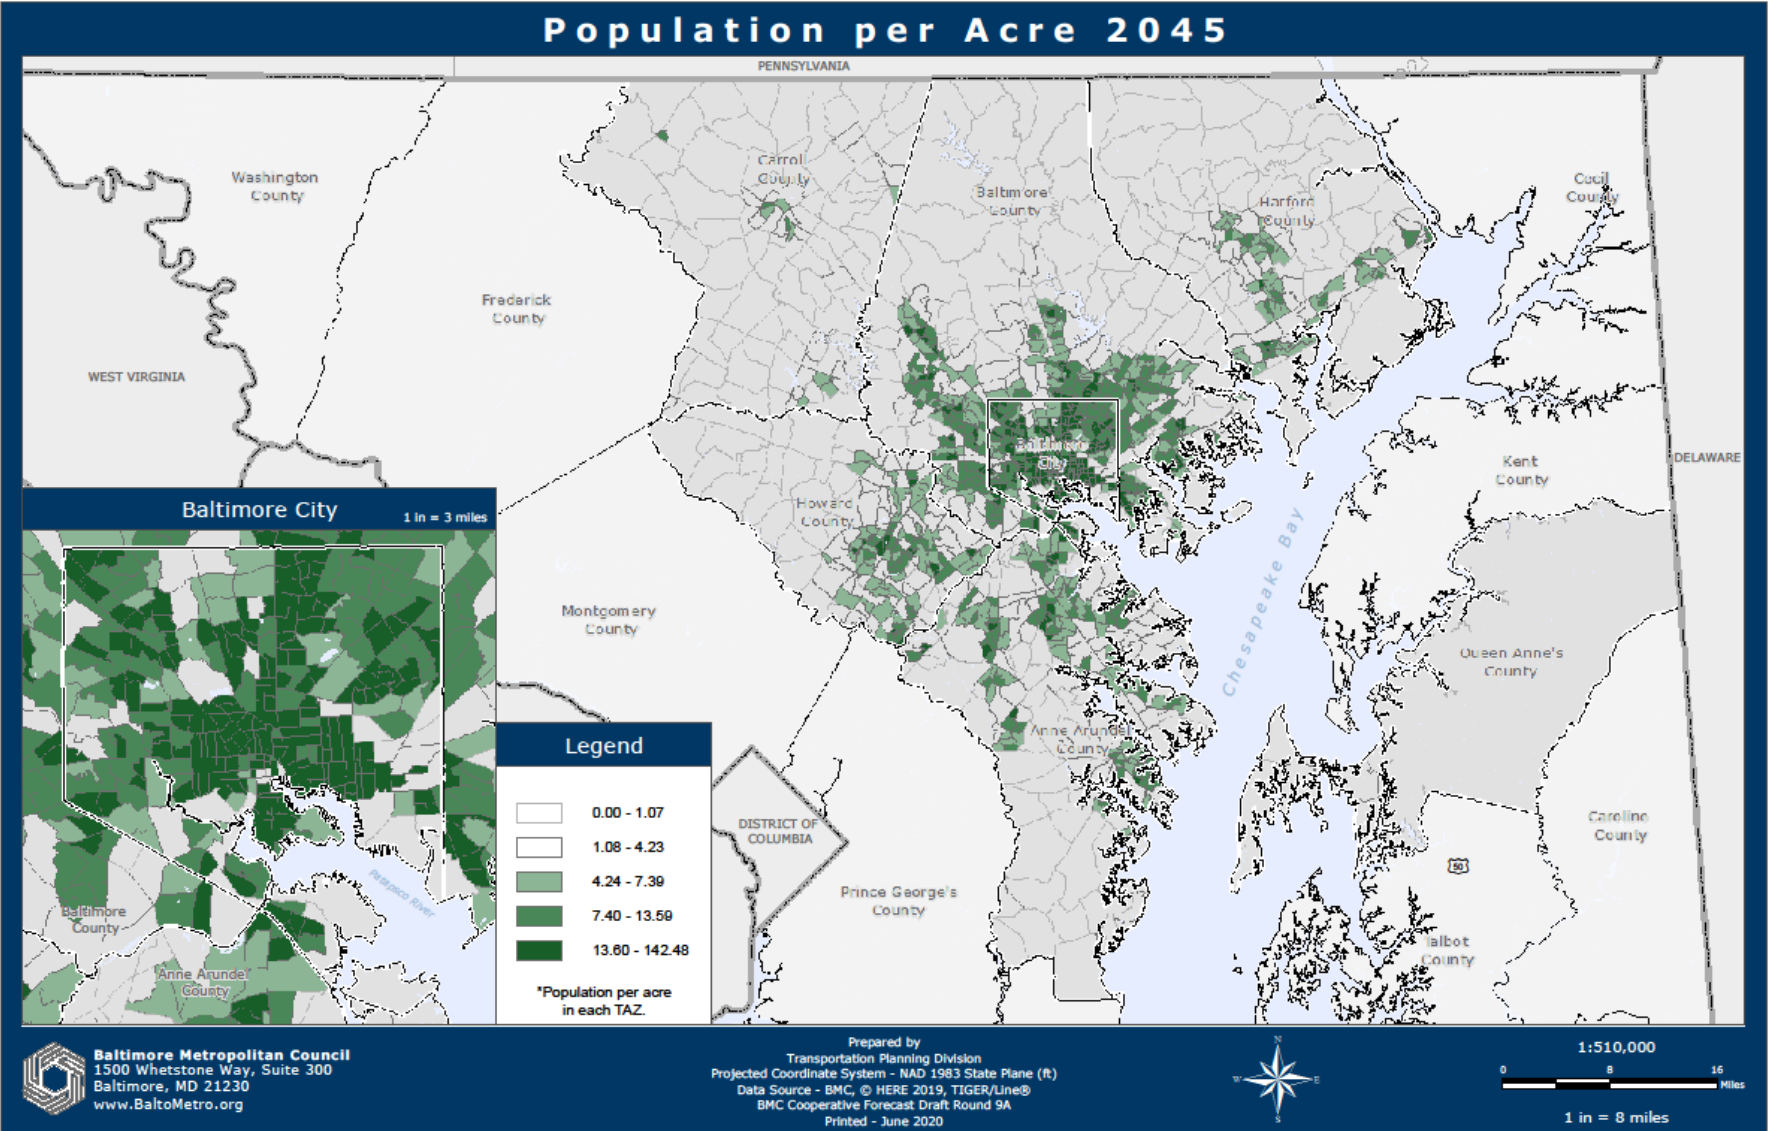 Population per Acre 2045
PENNSYLVANIA
Washington
County
Carroll
County
Baltimore
County
Harford
County
Cecil
County
Frederick
County
WEST VIRGINIA
Baltimore
City
Kent
County
DELAWARE
Howard
County
Chesapeake Bay
Montgomery
County
Queen Anne's
County
Anne Arundel
County
DISTRICT OF
COLUMBIA
Caroline
County
50
Prince George's
County
Talbot
County
Baltimore City
1 in = 3 miles
Patapsco River
Baltimore
County
Anne Arundel
County
Legend
0.00 - 1.07
1.08 - 4.23
4.24 - 7.39
7.40 - 13.59
13.60 - 142.48
*Population per acre
in each TAZ.
Baltimore Metropolitan Council
1500 Whetstone Way, Suite 300
Baltimore, MD 21230
www.BaltoMetro.org
Prepared by
Transportation Planning Division
Projected Coordinate System - NAD 1983 State Plane (ft)
Data Source - BMC, © HERE 2019, TIGER/Line®
BMC Cooperative Forecast Draft Round 9A
Printed - June 2020
N
W E
S
1:510,000
0 8 16
Miles
1 in = 8 miles